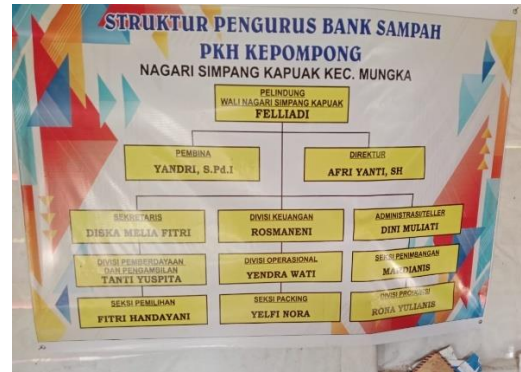 STRUKTUR PENGURUS BANK SAMPAH
PKH KEPOMPONG
NAGARI SIMPANG KAPUAK KEC. MUNGKA
PELINDUNG
WALI NAGARI SIMPANG KAPUAK
FELLIADI
PEMBINA
YANDRI, S.Pd.I
DIREKTUR
AFRI YANTI, SH
SEKRETARIS
DISKA MELIA FITRI
DIVISI KEUANGAN
ROSMANENI
ADMINISTRASI/TELLER
DINI MULIATI
DIVISI PEMBERDAYAAN
DAN PENGAMBILAN
TANTI YUSPITA
DIVISI OPERASIONAL
YENDRA WATI
SEKSI PENIMBANGAN
MARDIANIS
SEKSI PEMILIHAN
FITRI HANDAYANI
SEKSI PACKING
YELFI NORA
DIVISI PRODUKSI
RONA YULIANIS